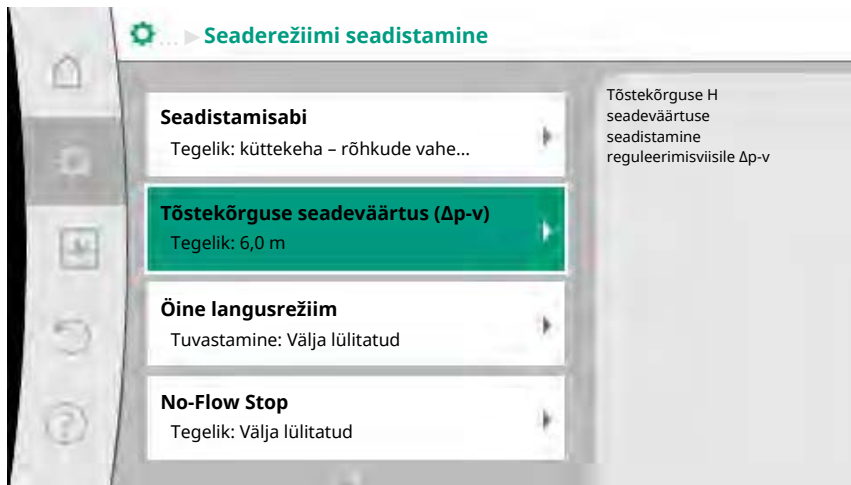 ... ▶ Seaderežiimi seadistamine
Seadistamisabi
Tegelik: küttekeha – rõhkude vahe...
Tõstekõrguse seadeväärtus (Δp-v)
Tegelik: 6,0 m
Öine langusrežiim
Tuvastamine: Välja lülitatud
No-Flow Stop
Tegelik: Välja lülitatud
Tõstekõrguse H
seadeväärtuse
seadistamine
reguleerimisviisile Δp-v